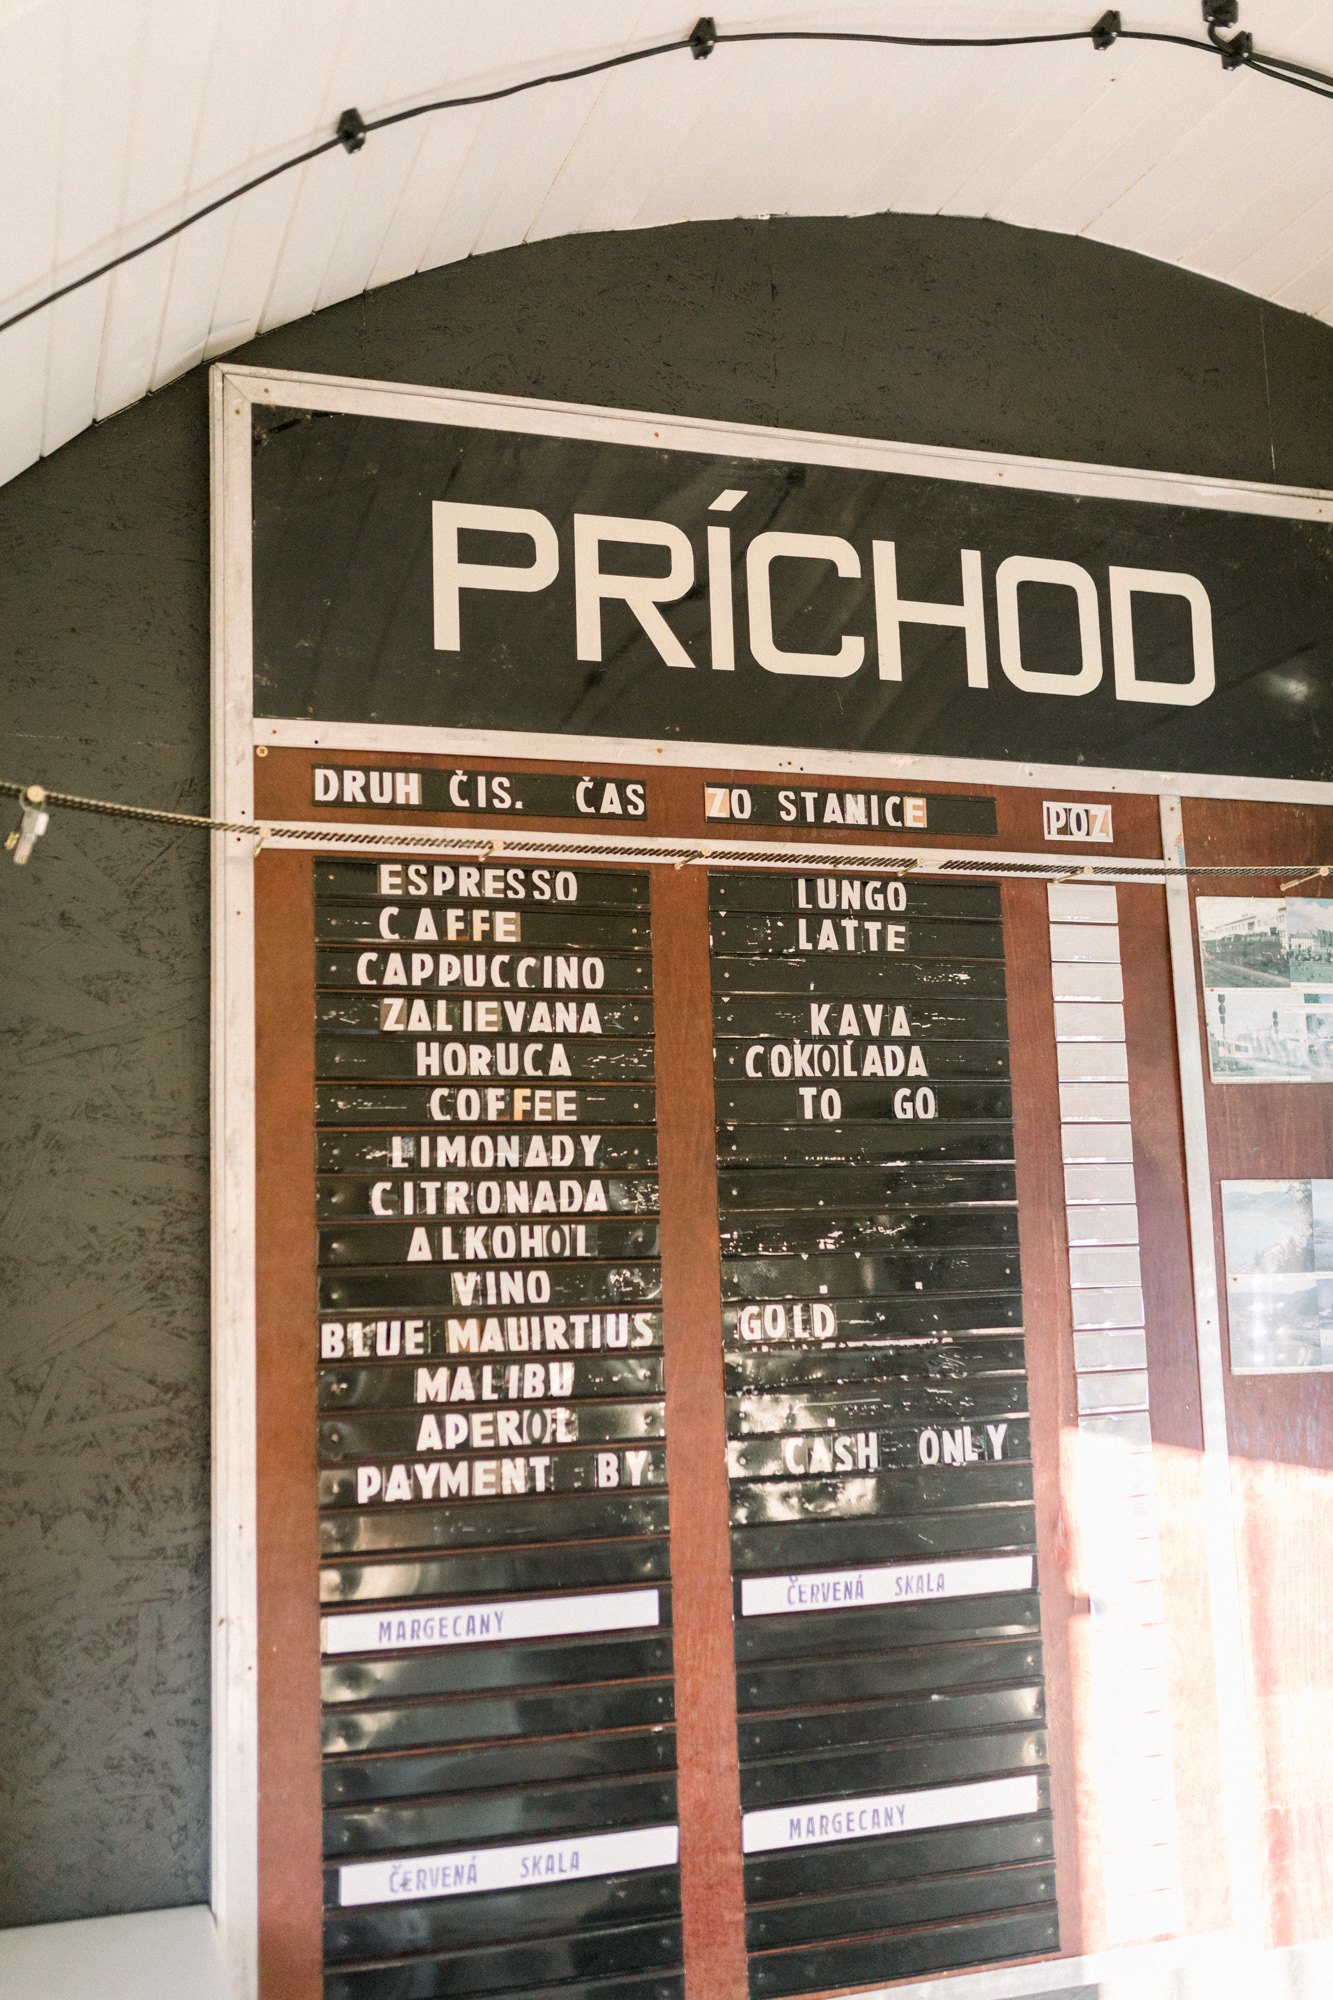 PRÍCHOD
DRUH ČIS. ČAS ZO STANICE POZ
ESPRESSO LUNGO
CAFFE LATTE
CAPPUCCINO
ZALIEVANA KAVA
HORUCA COKOLADA
COFFEE TO GO
LIMONADY
CITRONADA
ALKOHOL
VINO
BLUE MAUIRTIUS GOLD
MALIBU
APEROL
PAYMENT BY CASH ONLY
MARGECANY ČERVENÁ SKALA
ČERVENÁ SKALA MARGECANY